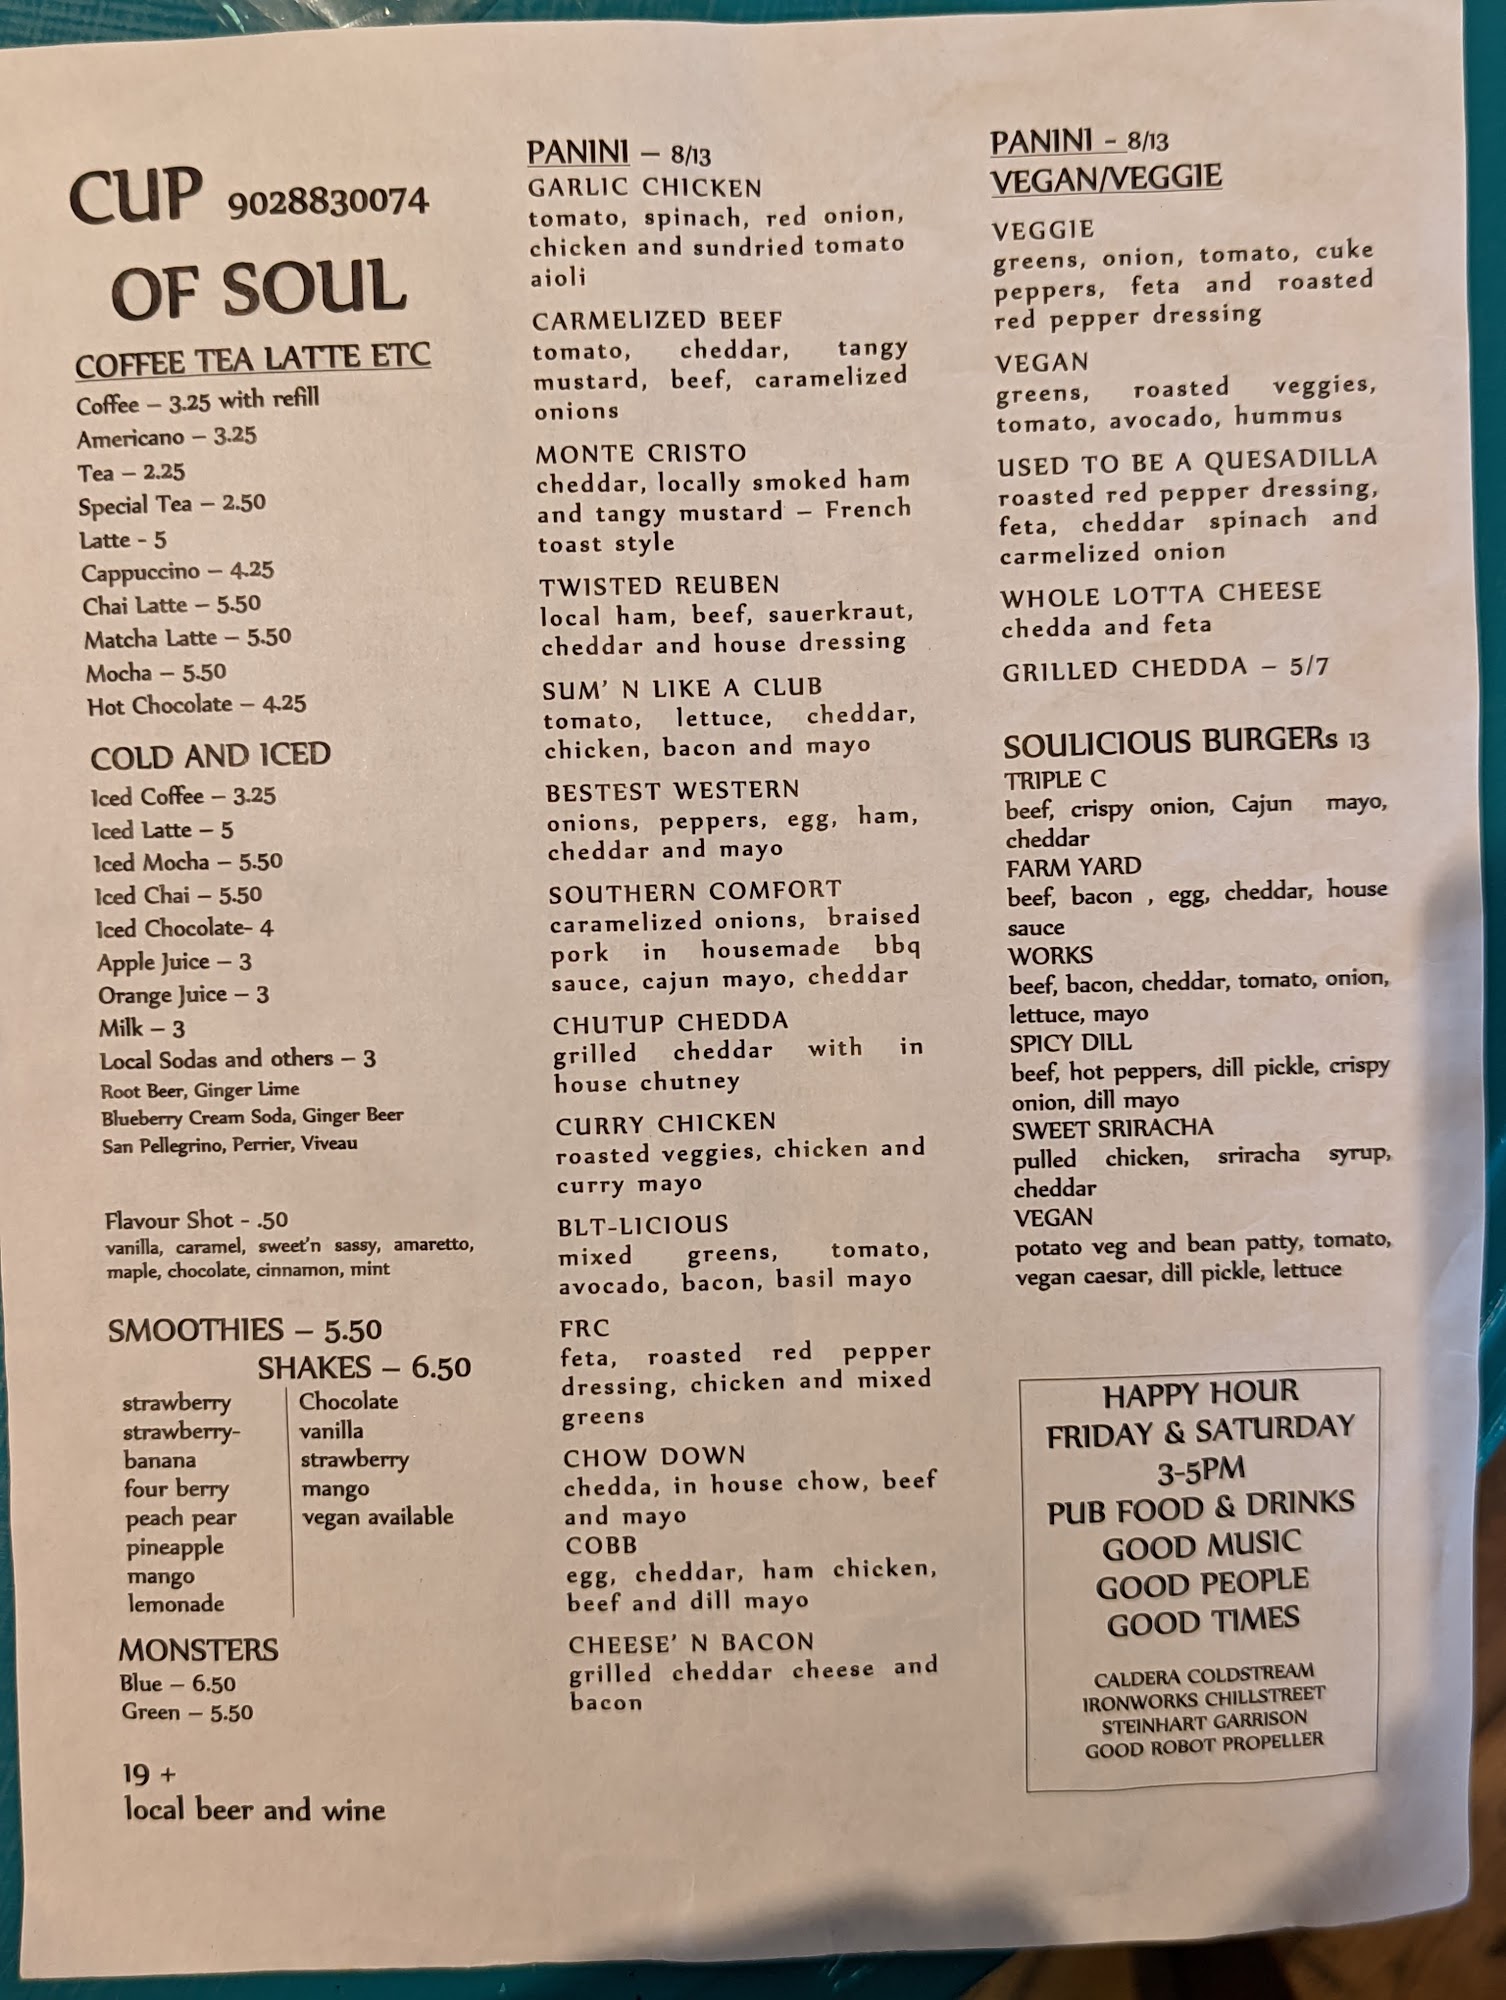 CUP 9028830074
OF SOUL
COFFEE TEA LATTE ETC
Coffee – 3.25 with refill
Americano – 3.25
Tea – 2.25
Special Tea – 2.50
Latte - 5
Cappuccino – 4.25
Chai Latte – 5.50
Matcha Latte – 5.50
Mocha – 5.50
Hot Chocolate – 4.25
COLD AND ICED
Iced Coffee – 3.25
Iced Latte – 5
Iced Mocha – 5.50
Iced Chai – 5.50
Iced Chocolate- 4
Apple Juice – 3
Orange Juice – 3
Milk – 3
Local Sodas and others – 3
Root Beer, Ginger Lime
Blueberry Cream Soda, Ginger Beer
San Pellegrino, Perrier, Viveau
Flavour Shot - .50
vanilla, caramel, sweet'n sassy, amaretto,
maple, chocolate, cinnamon, mint
SMOOTHIES – 5.50
SHAKES – 6.50
strawberry
strawberry-
banana
four berry
peach pear
pineapple
mango
lemonade
Chocolate
vanilla
strawberry
mango
vegan available
MONSTERS
Blue – 6.50
Green – 5.50
19 +
local beer and wine
PANINI – 8/13
GARLIC CHICKEN
tomato, spinach, red onion,
chicken and sundried tomato
aioli
CARMELIZED BEEF
tomato, cheddar, tangy
mustard, beef, caramelized
onions
MONTE CRISTO
cheddar, locally smoked ham
and tangy mustard – French
toast style
TWISTED REUBEN
local ham, beef, sauerkraut,
cheddar and house dressing
SUM' N LIKE A CLUB
tomato, lettuce, cheddar,
chicken, bacon and mayo
BESTEST WESTERN
onions, peppers, egg, ham,
cheddar and mayo
SOUTHERN COMFORT
caramelized onions, braised
pork in housemade bbq
sauce, cajun mayo, cheddar
CHUTUP CHEDDA
grilled cheddar with in
house chutney
CURRY CHICKEN
roasted veggies, chicken and
curry mayo
BLT-LICIOUS
mixed greens, tomato,
avocado, bacon, basil mayo
FRC
feta, roasted red pepper
dressing, chicken and mixed
greens
CHOW DOWN
chedda, in house chow, beef
and mayo
COBB
egg, cheddar, ham chicken,
beef and dill mayo
CHEESE' N BACON
grilled cheddar cheese and
bacon
PANINI - 8/13
VEGAN/VEGGIE
VEGGIE
greens, onion, tomato, cuke
peppers, feta and roasted
red pepper dressing
VEGAN
greens, roasted veggies,
tomato, avocado, hummus
USED TO BE A QUESADILLA
roasted red pepper dressing,
feta, cheddar spinach and
carmelized onion
WHOLE LOTTA CHEESE
chedda and feta
GRILLED CHEDDA – 5/7
SOULICIOUS BURGERs 13
TRIPLE C
beef, crispy onion, Cajun mayo,
cheddar
FARM YARD
beef, bacon , egg, cheddar, house
sauce
WORKS
beef, bacon, cheddar, tomato, onion,
lettuce, mayo
SPICY DILL
beef, hot peppers, dill pickle, crispy
onion, dill mayo
SWEET SRIRACHA
pulled chicken, sriracha syrup,
cheddar
VEGAN
potato veg and bean patty, tomato,
vegan caesar, dill pickle, lettuce
HAPPY HOUR
FRIDAY & SATURDAY
3-5PM
PUB FOOD & DRINKS
GOOD MUSIC
GOOD PEOPLE
GOOD TIMES
CALDERA COLDSTREAM
IRONWORKS CHILLSTREET
STEINHART GARRISON
GOOD ROBOT PROPELLER